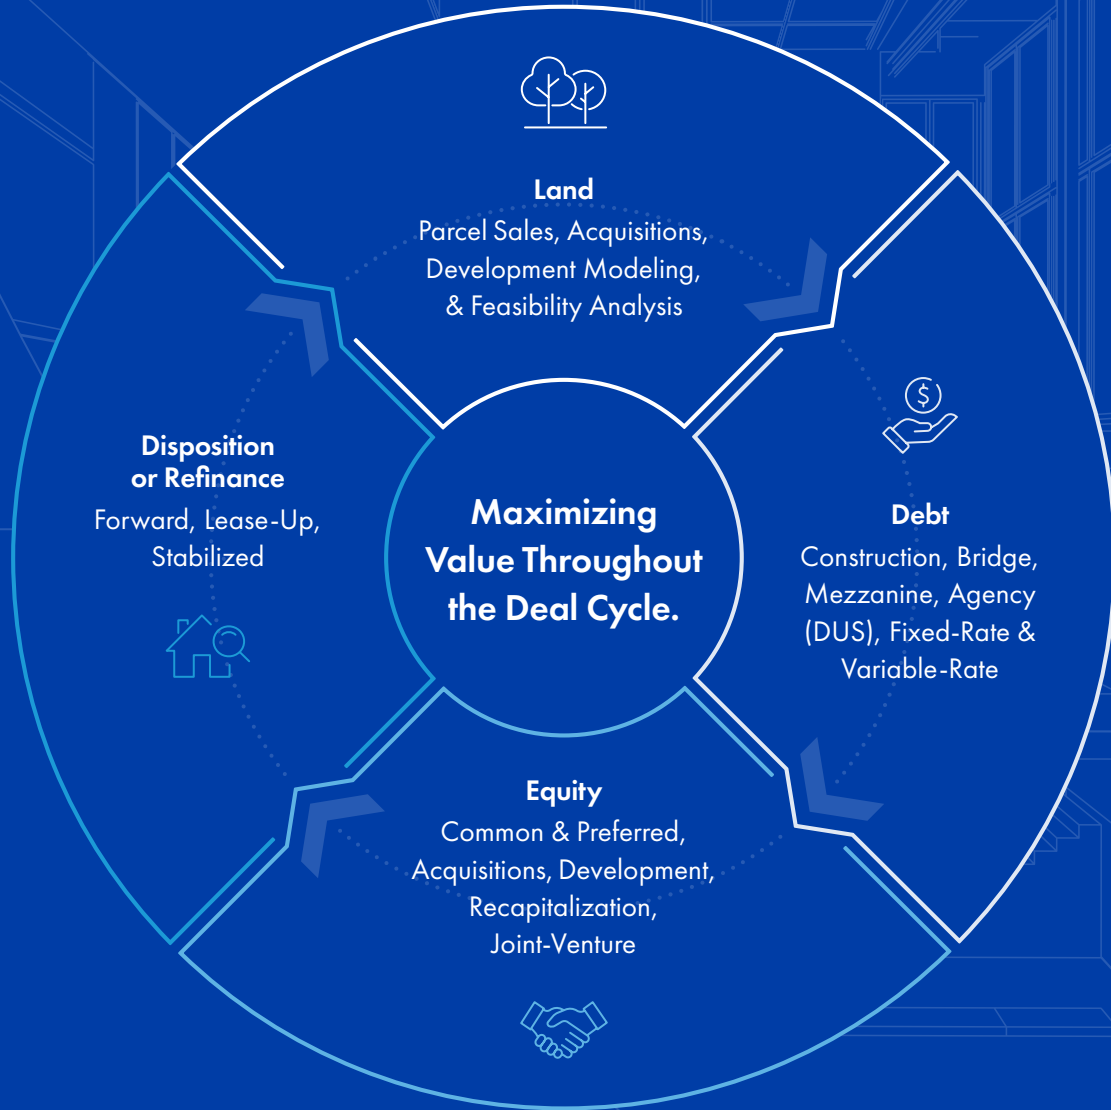 Land
Parcel Sales, Acquisitions,
Development Modeling,
& Feasibility Analysis
Debt
Construction, Bridge,
Mezzanine, Agency
(DUS), Fixed-Rate &
Variable-Rate
Equity
Common & Preferred,
Acquisitions, Development,
Recapitalization,
Joint-Venture
Disposition
or Refinance
Forward, Lease-Up,
Stabilized
Maximizing
Value Throughout
the Deal Cycle.
$